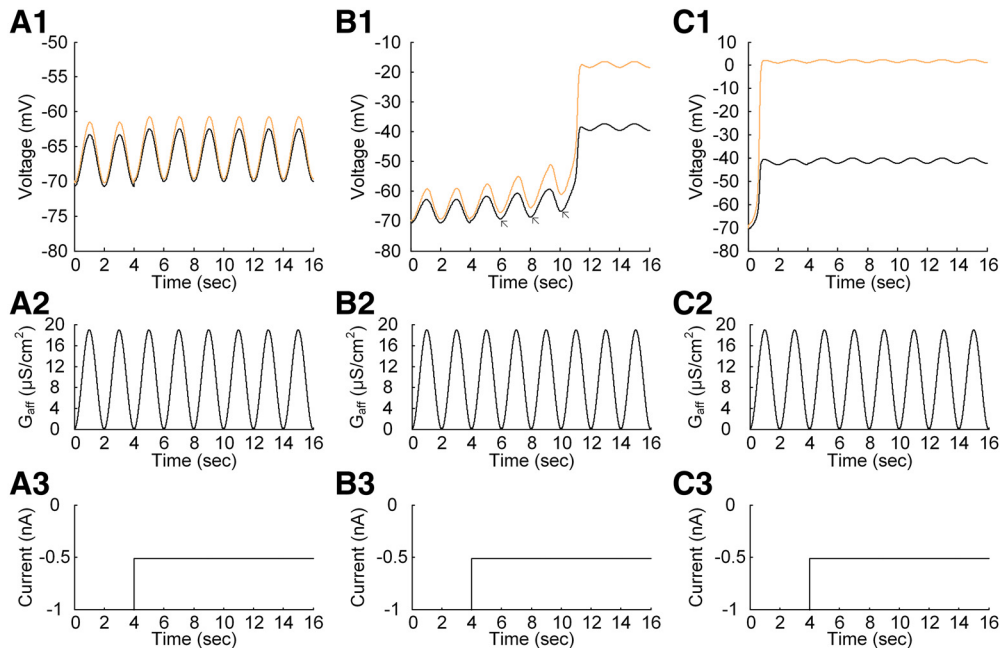 A1
B1
C1
Voltage (mV)
-50
-55
-60
-65
-70
-75
-80
0 2 4 6 8 10 12 14 16
Time (sec)
Voltage (mV)
-10
-20
-30
-40
-50
-60
-70
-80
0 2 4 6 8 10 12 14 16
Time (sec)
Voltage (mV)
10
0
-10
-20
-30
-40
-50
-60
-70
-80
0 2 4 6 8 10 12 14 16
Time (sec)
A2
B2
C2
Gaff (µS/cm²)
20
16
12
8
4
0
0 2 4 6 8 10 12 14 16
Time (sec)
Gaff (µS/cm²)
20
16
12
8
4
0
0 2 4 6 8 10 12 14 16
Time (sec)
Gaff (µS/cm²)
20
16
12
8
4
0
0 2 4 6 8 10 12 14 16
Time (sec)
A3
B3
C3
Current (nA)
0
-0.5
-1
0 2 4 6 8 10 12 14 16
Time (sec)
Current (nA)
0
-0.5
-1
0 2 4 6 8 10 12 14 16
Time (sec)
Current (nA)
0
-0.5
-1
0 2 4 6 8 10 12 14 16
Time (sec)